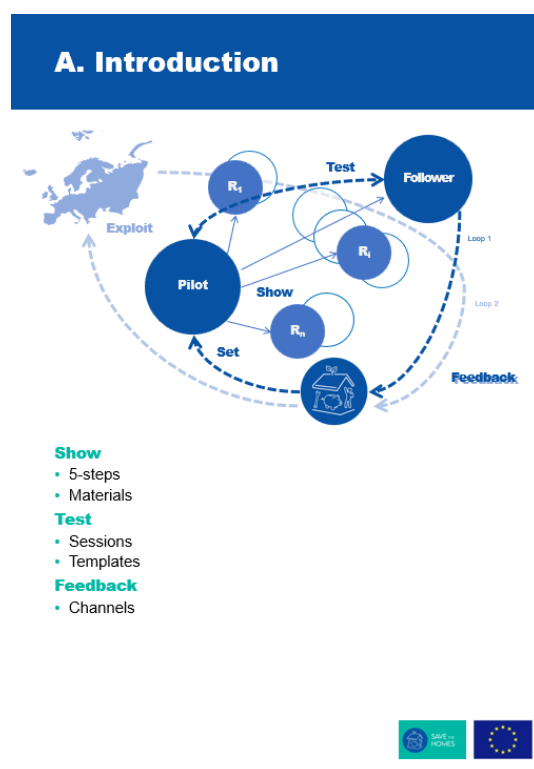 A. Introduction
Test
Follower
R1
Exploit
Loop 1
Ri
Pilot
Show
Loop 2
Rn
Set
Feedback
Show
• 5-steps
• Materials
Test
• Sessions
• Templates
Feedback
• Channels
SAVE THE
HOMES